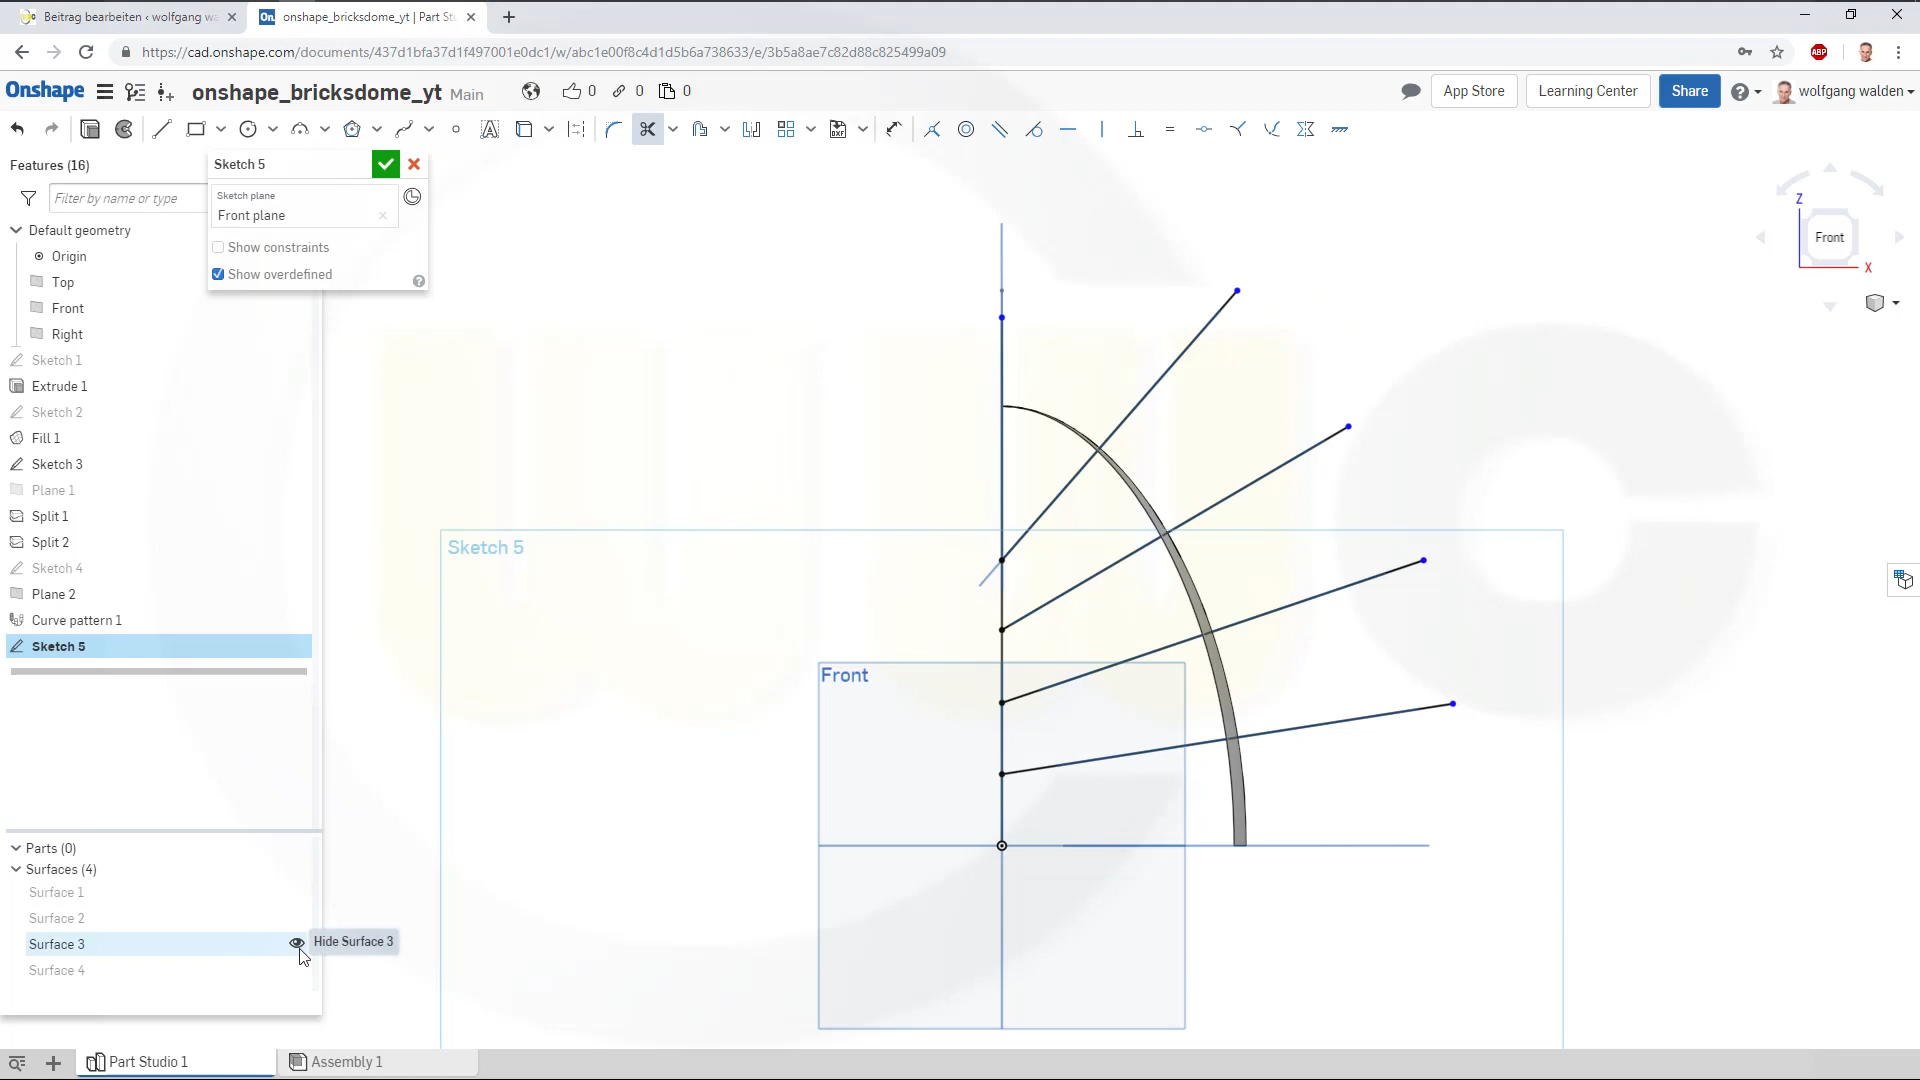 Beitrag bearbeiten ‹ wolfgang wa
onshape_bricksdome_yt | Part St
https://cad.onshape.com/documents/437d1bfa37d1f497001e0dc1/w/abc1e00f8c4d1d5b6a738633/e/3b5a8ae7c82d88c825499a09
ABP
Onshape
onshape_bricksdome_yt Main
0
0
0
App Store
Learning Center
Share
wolfgang walden
Features (16)
Filter by name or type
Default geometry
Origin
Top
Front
Right
Sketch 1
Extrude 1
Sketch 2
Fill 1
Sketch 3
Plane 1
Split 1
Split 2
Sketch 4
Plane 2
Curve pattern 1
Sketch 5
Sketch 5
Sketch plane
Front plane
Show constraints
Show overdefined
Z
Front
X
Sketch 5
Front
Parts (0)
Surfaces (4)
Surface 1
Surface 2
Surface 3
Hide Surface 3
Surface 4
Part Studio 1
Assembly 1